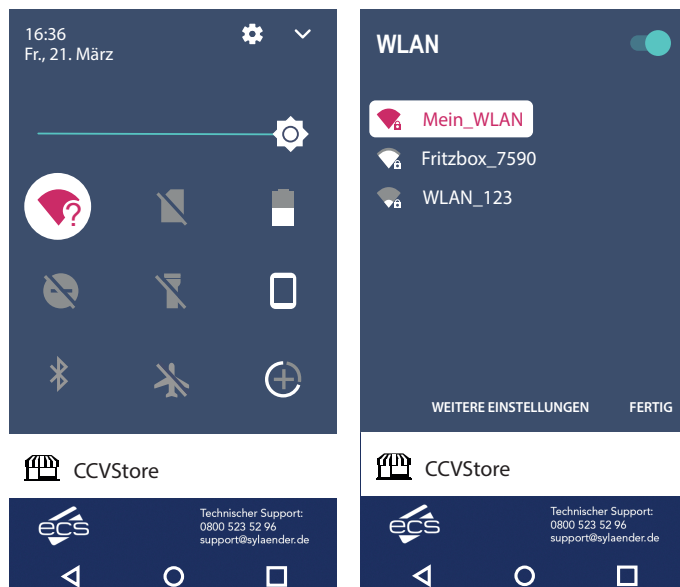 16:36
Fr., 21. März
?
CCVStore
ecs
Technischer Support:
0800 523 52 96
support@sylaender.de
WLAN
Mein_WLAN
Fritzbox_7590
WLAN_123
WEITERE EINSTELLUNGEN
FERTIG
CCVStore
ecs
Technischer Support:
0800 523 52 96
support@sylaender.de